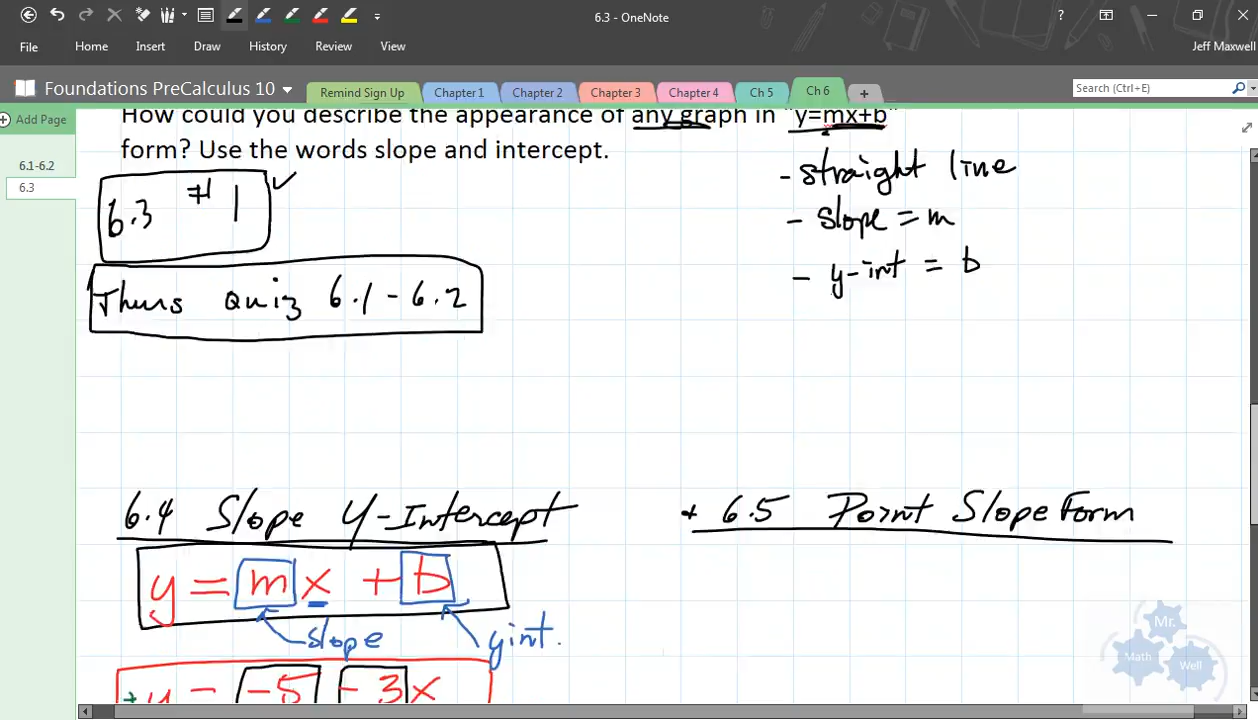 6.3 - OneNote
?
File Home Insert Draw History Review View
Jeff Maxwell
Foundations PreCalculus 10
Remind Sign Up
Chapter 1
Chapter 2
Chapter 3
Chapter 4
Ch 5
Ch 6
+
Search (Ctrl+E)
Add Page
6.1-6.2
6.3
How could you describe the appearance of any graph in "y=mx+b"
form? Use the words slope and intercept.
- straight line
- slope = m
- y-int = b
6.3 # 1 ✓
Thurs quiz 6.1 - 6.2
6.4 Slope Y-Intercept
+ 6.5 Point Slope Form
y = mx + b
slope
y int.
+y = -5 - 3x
Mr.
Math
Well